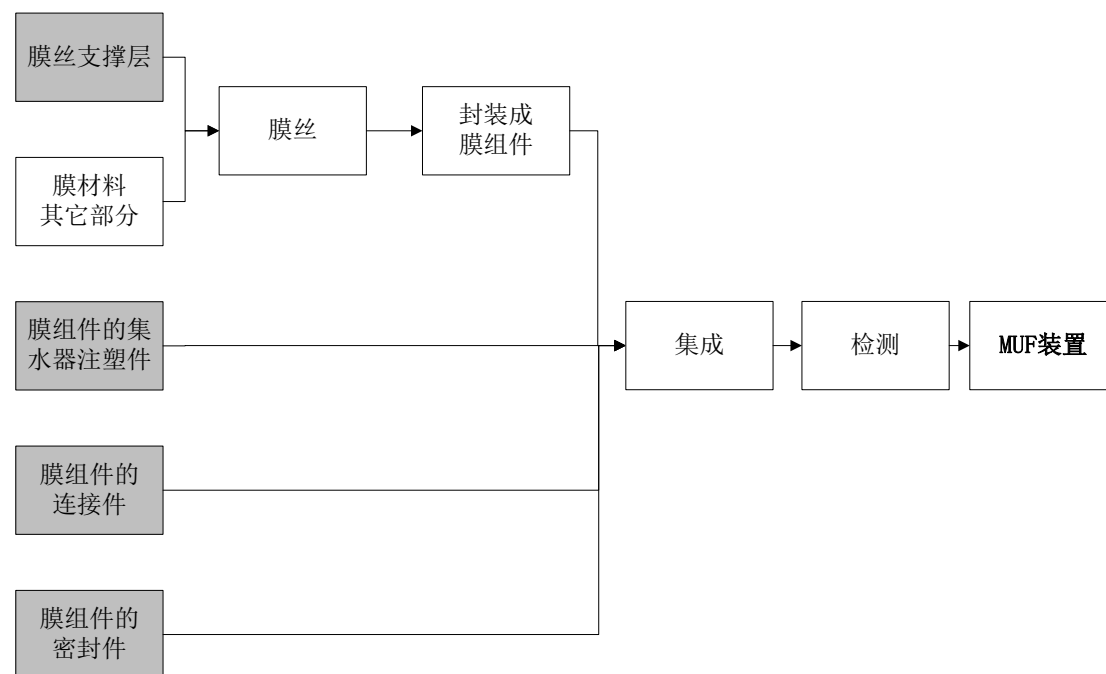 膜丝支撑层
膜材料
其它部分
膜丝
封装成
膜组件
膜组件的集
水器注塑件
集成
检测
MUF装置
膜组件的
连接件
膜组件的
密封件